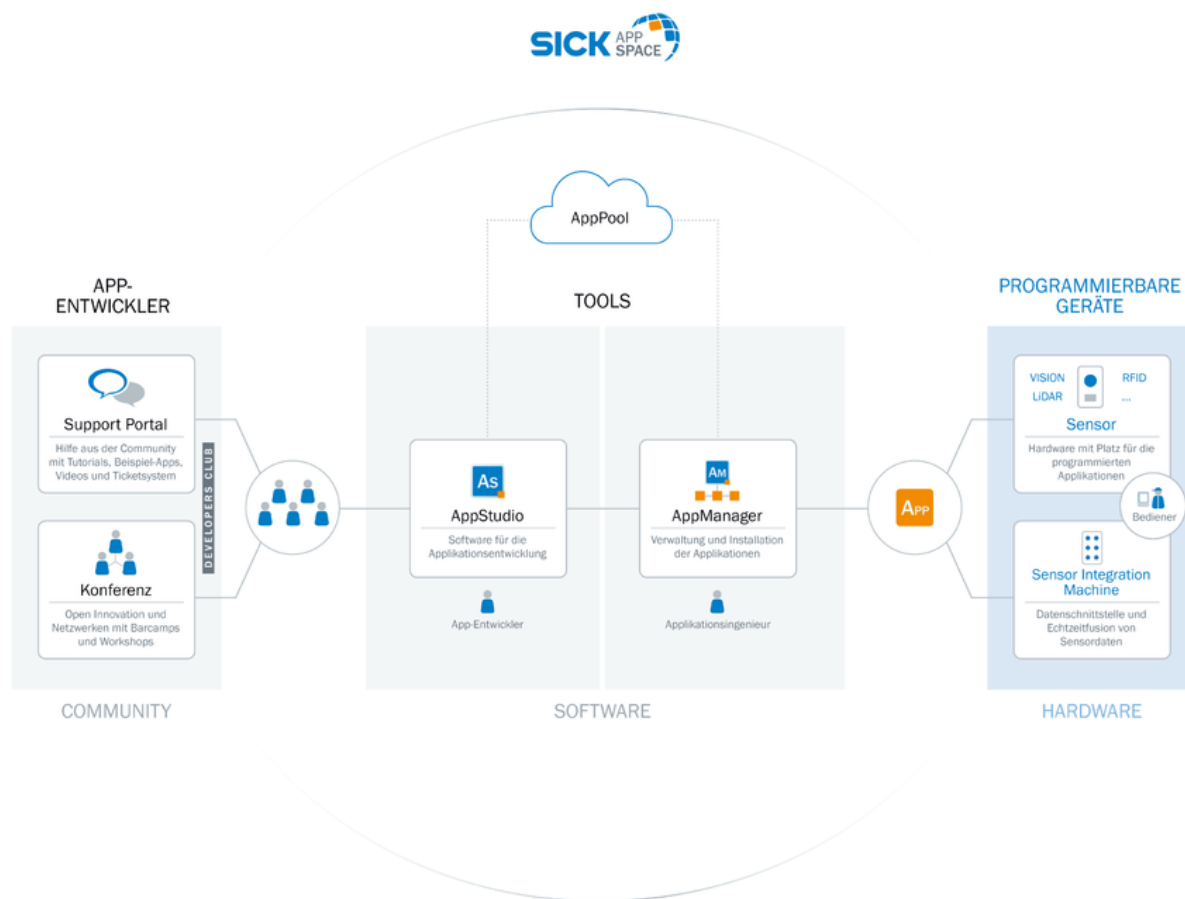 SICK APP
SPACE
AppPool
APP-
ENTWICKLER
TOOLS
PROGRAMMIERBARE
GERÄTE
Support Portal
Hilfe aus der Community
mit Tutorials, Beispiel-Apps,
Videos und Ticketsystem
Konferenz
Open Innovation und
Netzwerken mit Barcamps
und Workshops
DEVELOPERS CLUB
COMMUNITY
AS
AppStudio
Software für die
Applikationsentwicklung
App-Entwickler
AM
AppManager
Verwaltung und Installation
der Applikationen
Applikationsingenieur
SOFTWARE
APP
VISION
RFID
LiDAR
...
Sensor
Hardware mit Platz für die
programmierten
Applikationen
Bediener
Sensor Integration
Machine
Datenschnittstelle und
Echtzeitfusion von
Sensordaten
HARDWARE